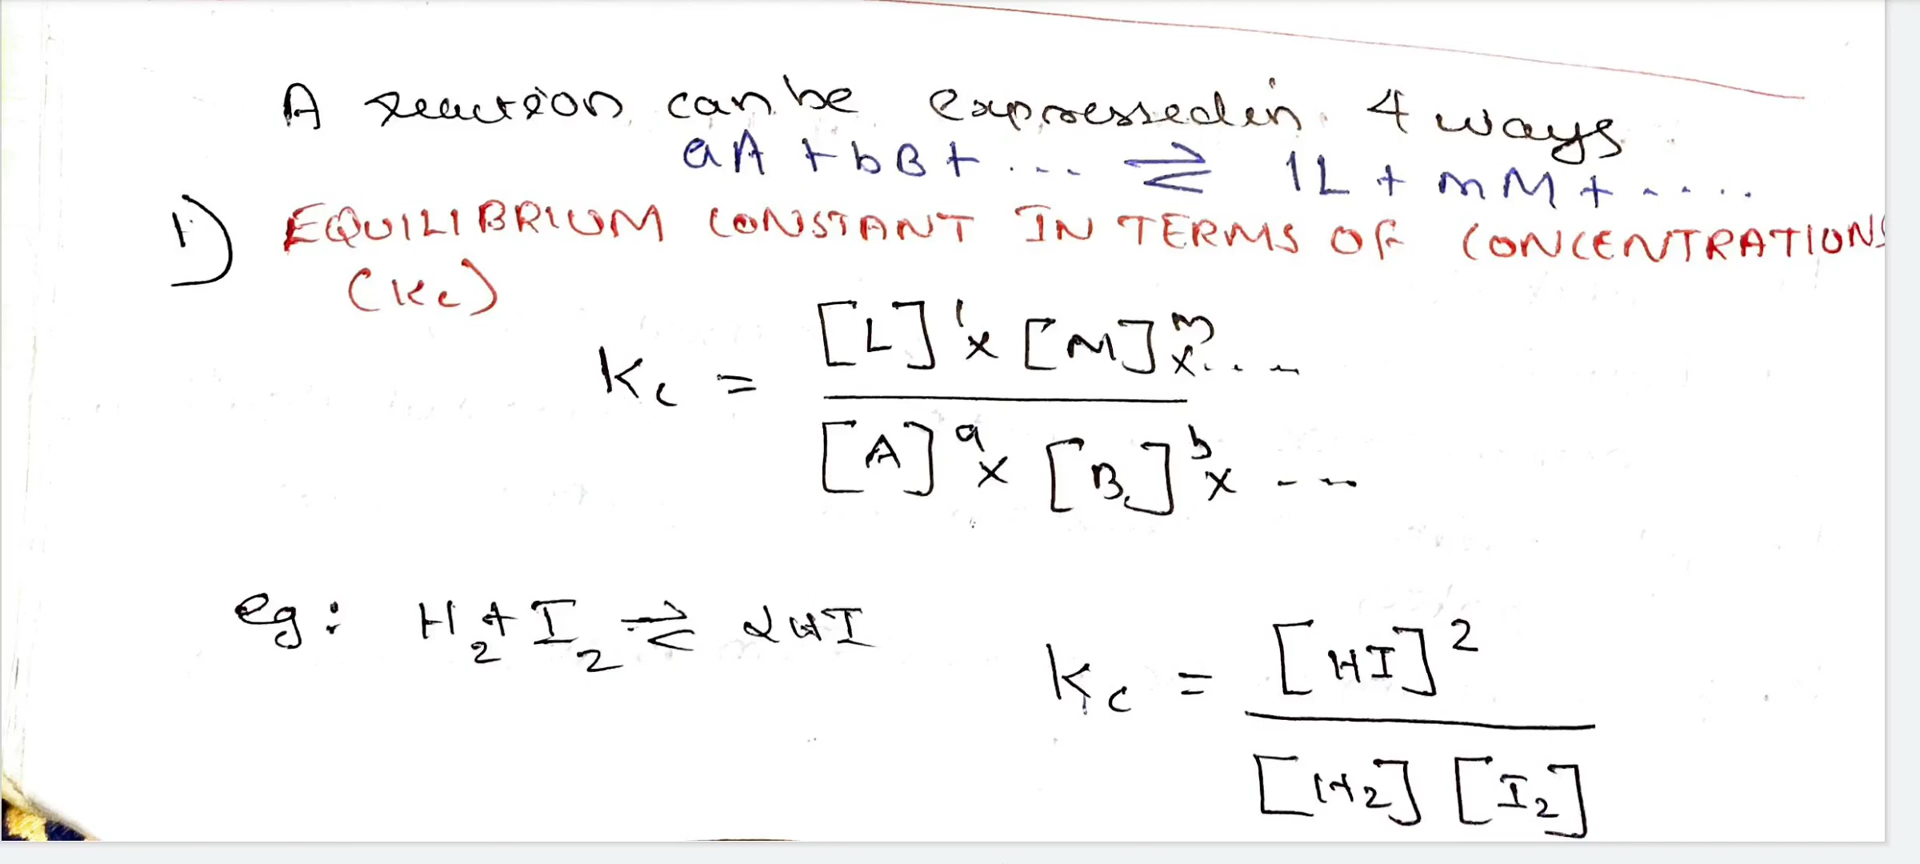 A reaction can be expressed in 4 ways
aA + bB + ... ⇌ lL + mM + .....
1) EQUILIBRIUM CONSTANT IN TERMS OF CONCENTRATIONS
(Kc)
Kc = [L]^l x [M]^m x ... / [A]^a x [B]^b x ...
eg: H₂ + I₂ ⇌ 2HI
Kc = [HI]² / [H₂] [I₂]